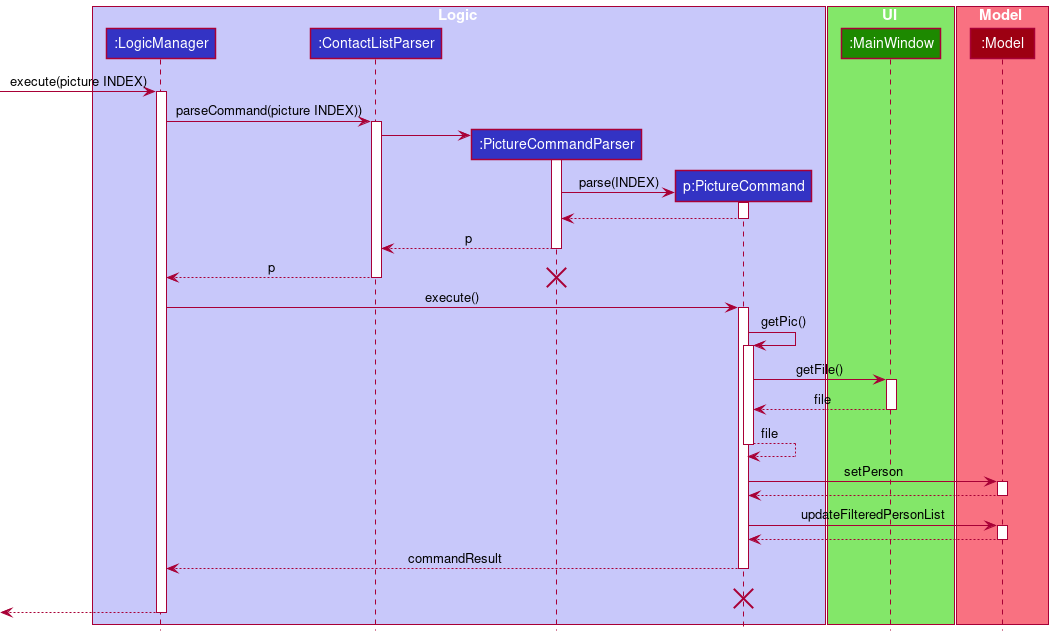 Logic
UI
Model
:LogicManager
:ContactListParser
:MainWindow
:Model
execute(picture INDEX)
parseCommand(picture INDEX))
:PictureCommandParser
parse(INDEX)
p:PictureCommand
p
p
execute()
getPic()
getFile()
file
file
setPerson
updateFilteredPersonList
commandResult